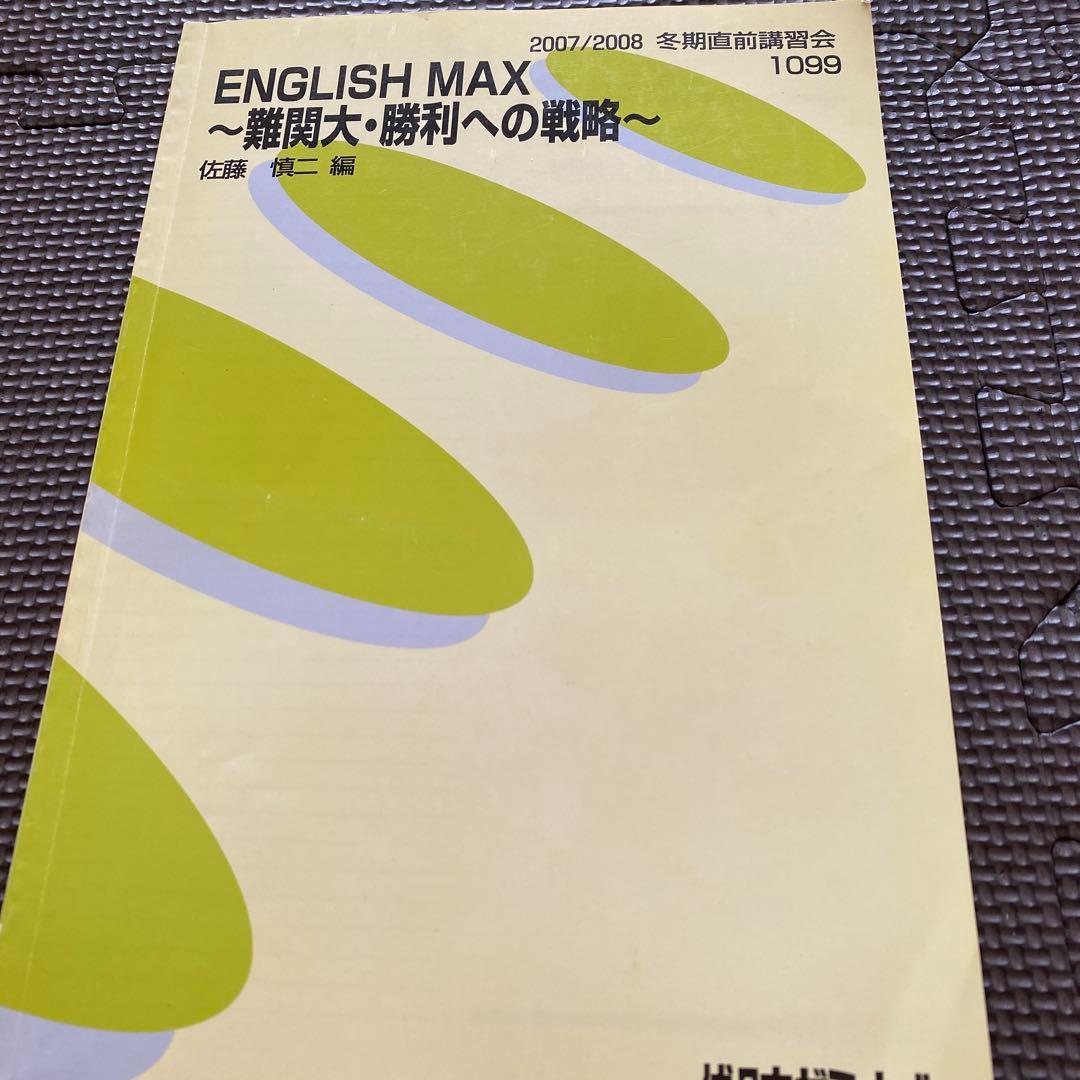 2007/2008 冬期直前講習会
1099
ENGLISH MAX
～難関大・勝利への戦略～
佐藤 慎二 編